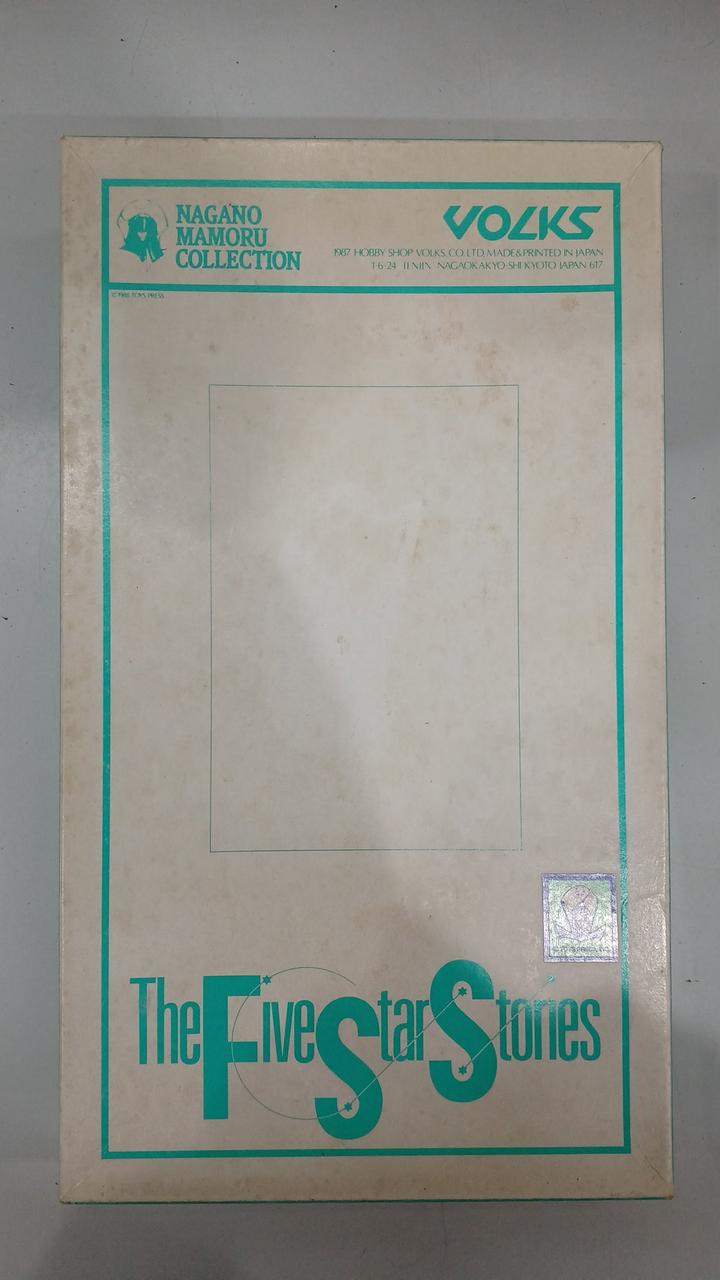 NAGANO
MAMORU
COLLECTION
VOLKS
1987 HOBBY SHOP VOLKS. CO. LTD. MADE&PRINTED IN JAPAN
1-6-24 NAGAOKAKYO-SHI KYOTO JAPAN 617
© 1986 TOYS PRESS
The Five Star Stories